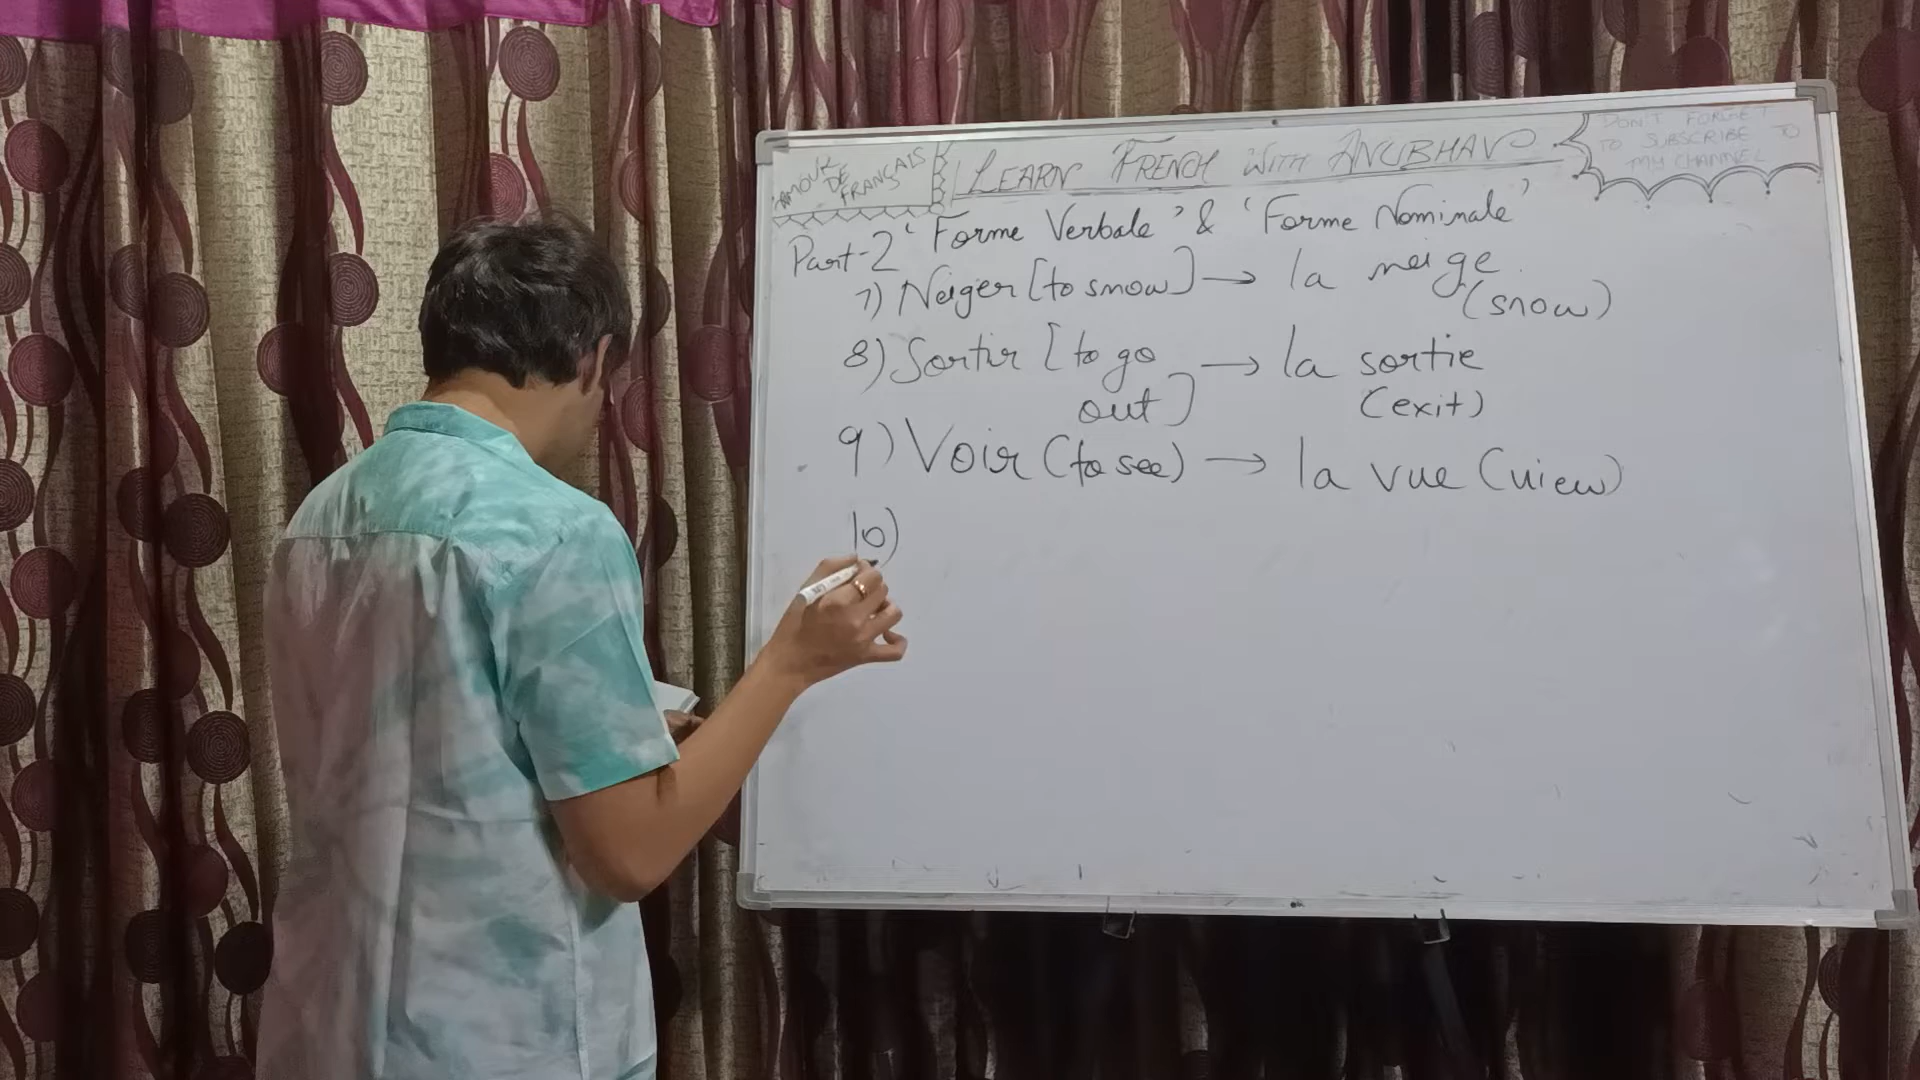 AMOUR
DE
FRANÇAIS
LEARN FRENCH WITH ANUBHAV
DON'T FORGET
TO SUBSCRIBE TO
MY CHANNEL
Part-2 'Forme Verbale' & 'Forme Nominale'
7) Neiger [to snow] → la neige
(snow)
8) Sortir [to go → la sortie
out] (exit)
9) Voir (to see) → la vue (view)
10)